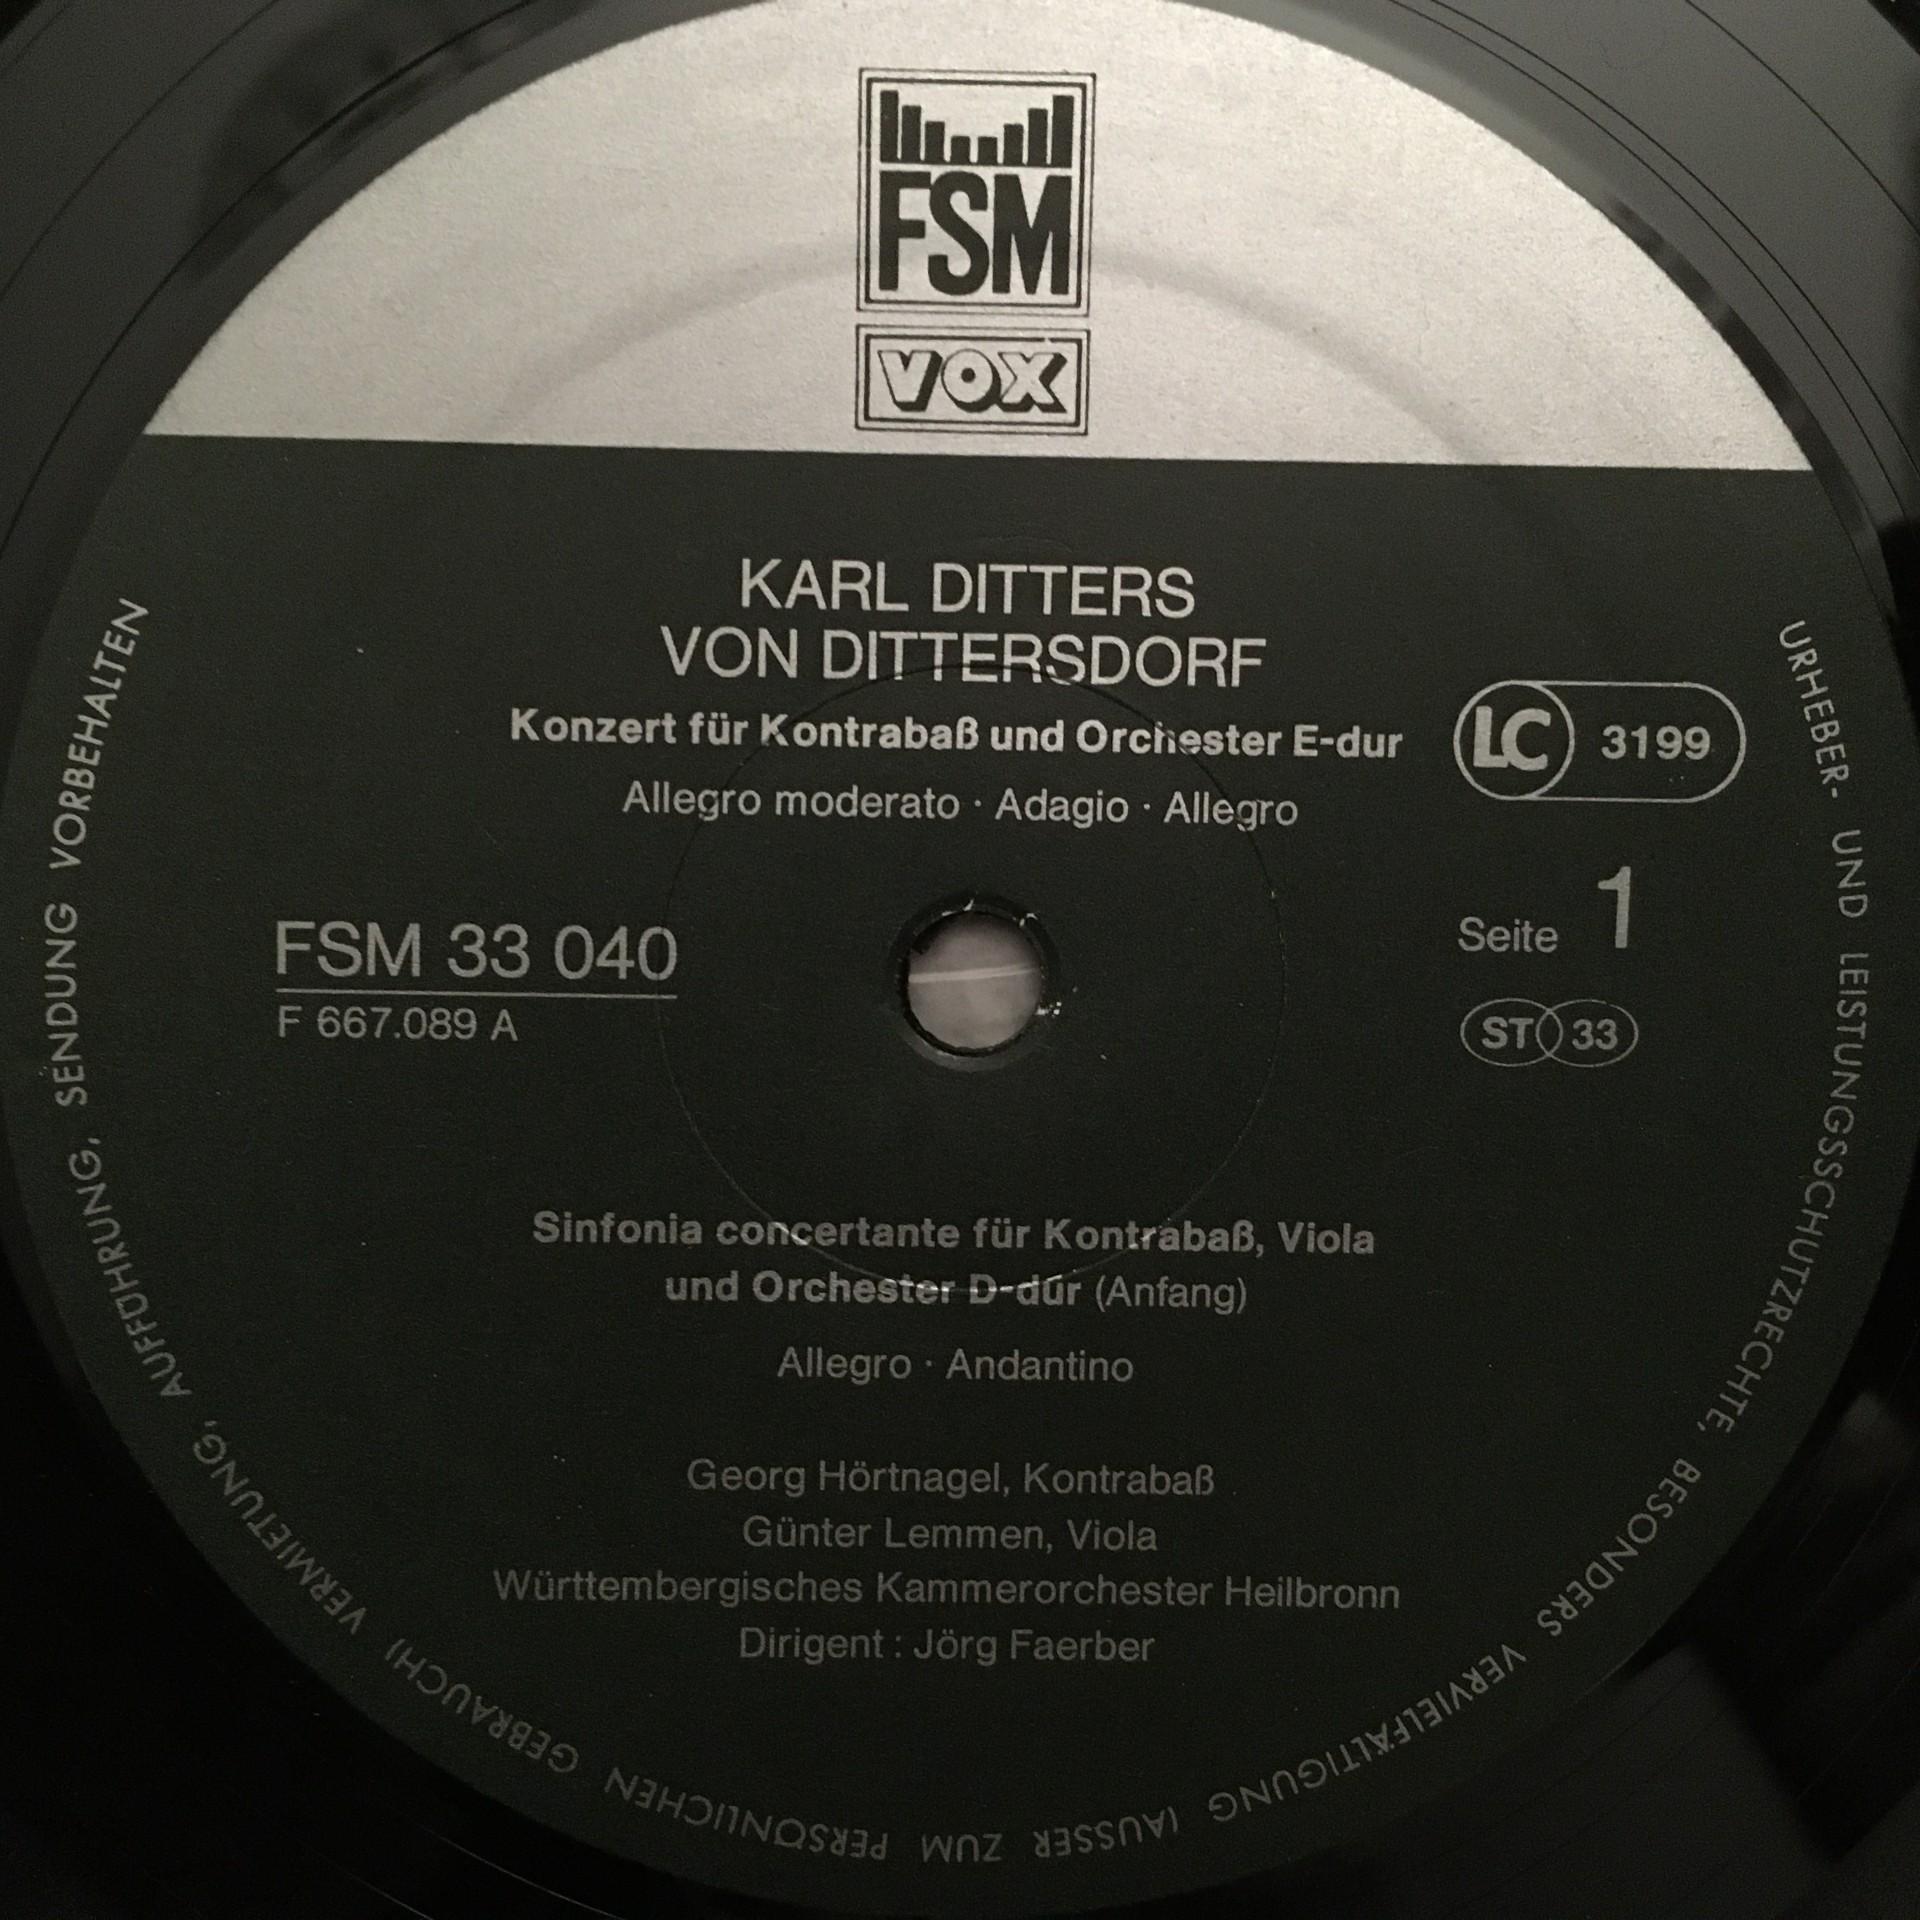 FSM
VOX
KARL DITTERS
VON DITTERSDORF
Konzert für Kontrabaß und Orchester E-dur
Allegro moderato · Adagio · Allegro
LC 3199
FSM 33 040
F 667.089 A
Seite 1
ST 33
Sinfonia concertante für Kontrabaß, Viola
und Orchester D-dur (Anfang)
Allegro · Andantino
Georg Hörtnagel, Kontrabaß
Günter Lemmen, Viola
Württembergisches Kammerorchester Heilbronn
Dirigent: Jörg Faerber
URHEBER- UND LEISTUNGSSCHUTZRECHTE, BESONDERS VERVIELFÄLTIGUNG (AUSSER ZUM PERSÖNLICHEN GEBRAUCH) VERMIETUNG, AUFFÜHRUNG, SENDUNG VORBEHALTEN